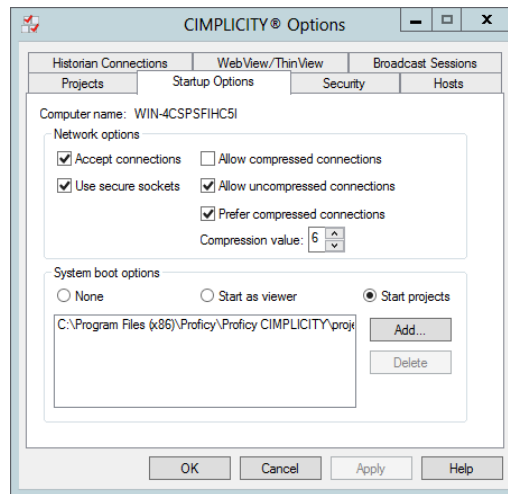 CIMPLICITY® Options
Historian Connections WebView/ThinView Broadcast Sessions
Projects Startup Options Security Hosts
Computer name: WIN-4CSPSFIHC5I
Network options
Accept connections Allow compressed connections
Use secure sockets Allow uncompressed connections
Prefer compressed connections
Compression value: 6
System boot options
None Start as viewer Start projects
C:\Program Files (x86)\Proficy\Proficy CIMPLICITY\proje
Add...
Delete
OK Cancel Apply Help